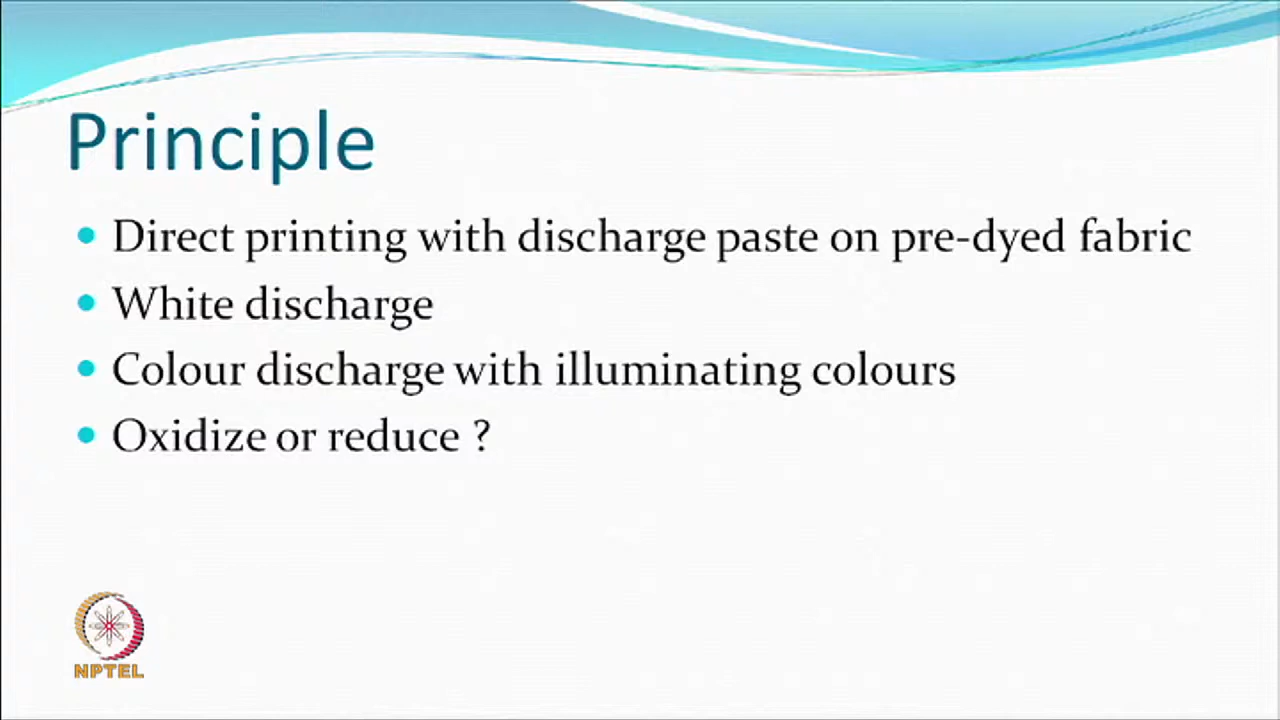 Principle
Direct printing with discharge paste on pre-dyed fabric
White discharge
Colour discharge with illuminating colours
Oxidize or reduce ?
NPTEL